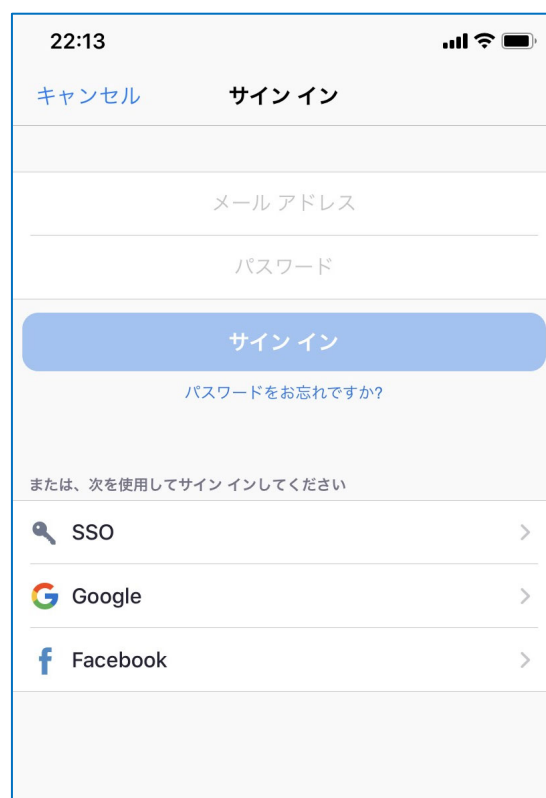 22:13
キャンセル サイン イン
メール アドレス
パスワード
サイン イン
パスワードをお忘れですか?
または、次を使用してサイン インしてください
SSO
Google
Facebook